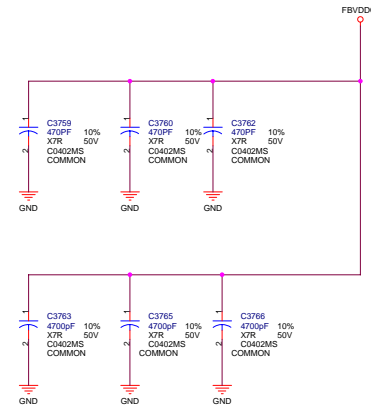 FBVDD
1
C3759
470PF 10%
X7R 50V
C0402MS
COMMON
2
GND
1
C3760
470PF 10%
X7R 50V
C0402MS
COMMON
2
GND
1
C3762
470PF 10%
X7R 50V
C0402MS
COMMON
2
GND
1
C3763
4700pF 10%
X7R 50V
C0402MS
COMMON
2
GND
1
C3765
4700pF 10%
X7R 50V
C0402MS
COMMON
2
GND
1
C3766
4700pF 10%
X7R 50V
C0402MS
COMMON
2
GND